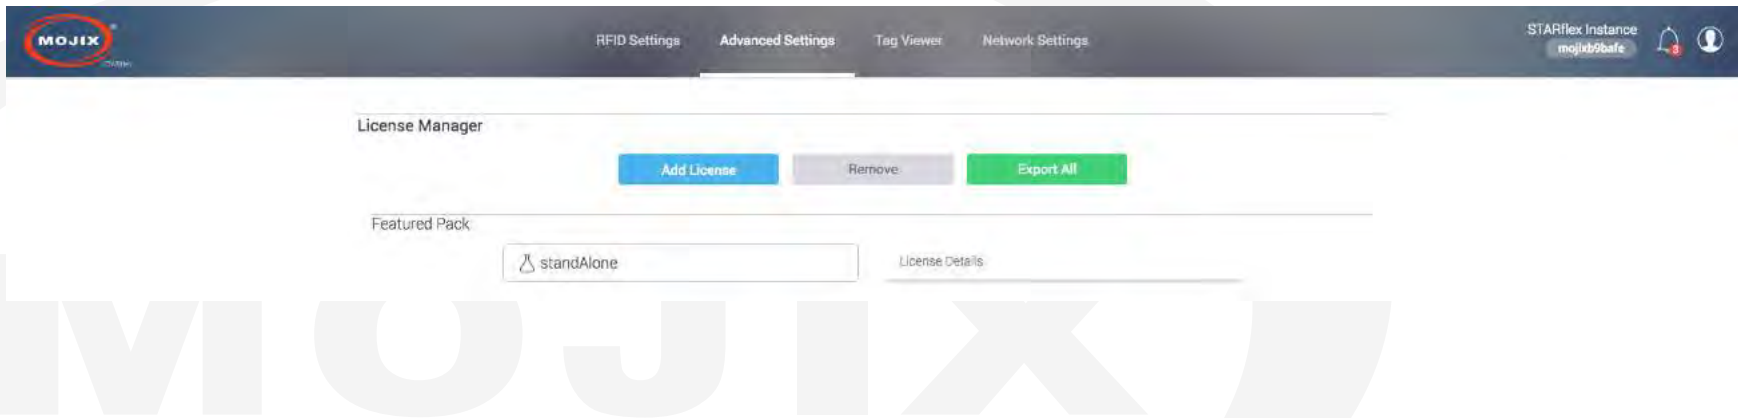 MOJIX
RFID Settings
Advanced Settings
Tag Viewer
Network Settings
STARflex Instance
mojixb9bafe
3
License Manager
Add License
Remove
Export All
Featured Pack
standAlone
License Details
MOJIX